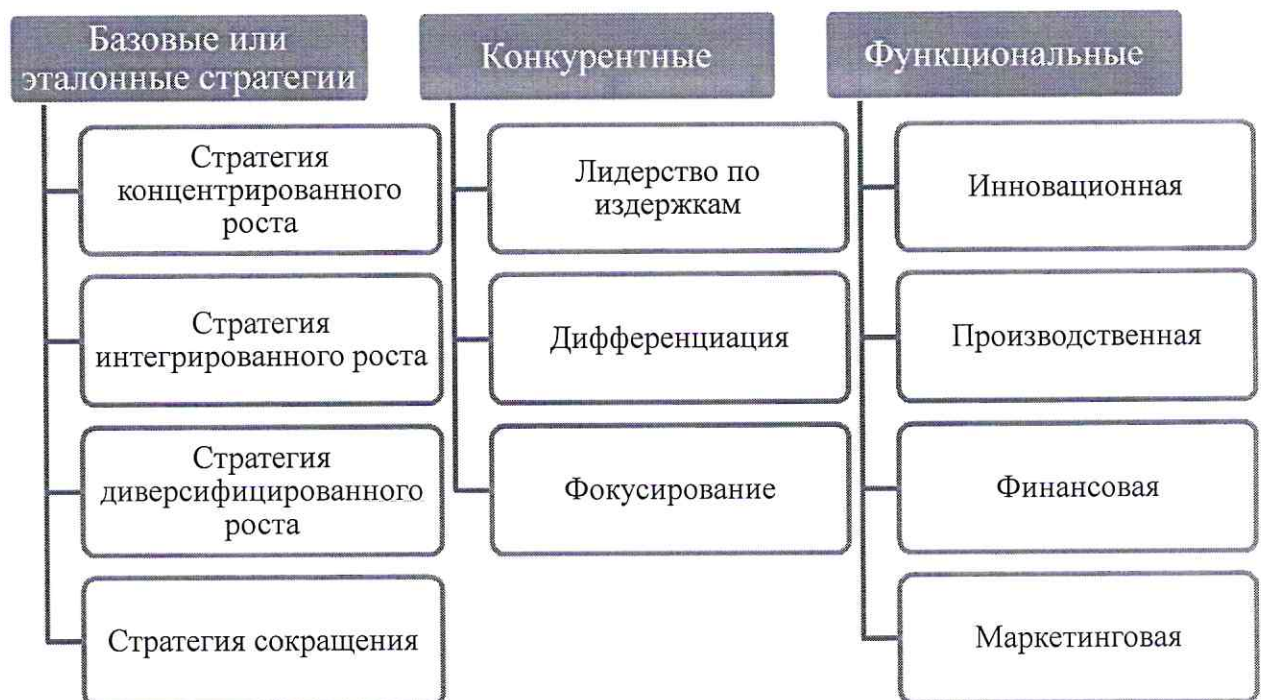 Базовые или
эталонные стратегии
Стратегия
концентрированного
роста
Стратегия
интегрированного роста
Стратегия
диверсифицированного
роста
Стратегия сокращения
Конкурентные
Лидерство по
издержкам
Дифференциация
Фокусирование
Функциональные
Инновационная
Производственная
Финансовая
Маркетинговая